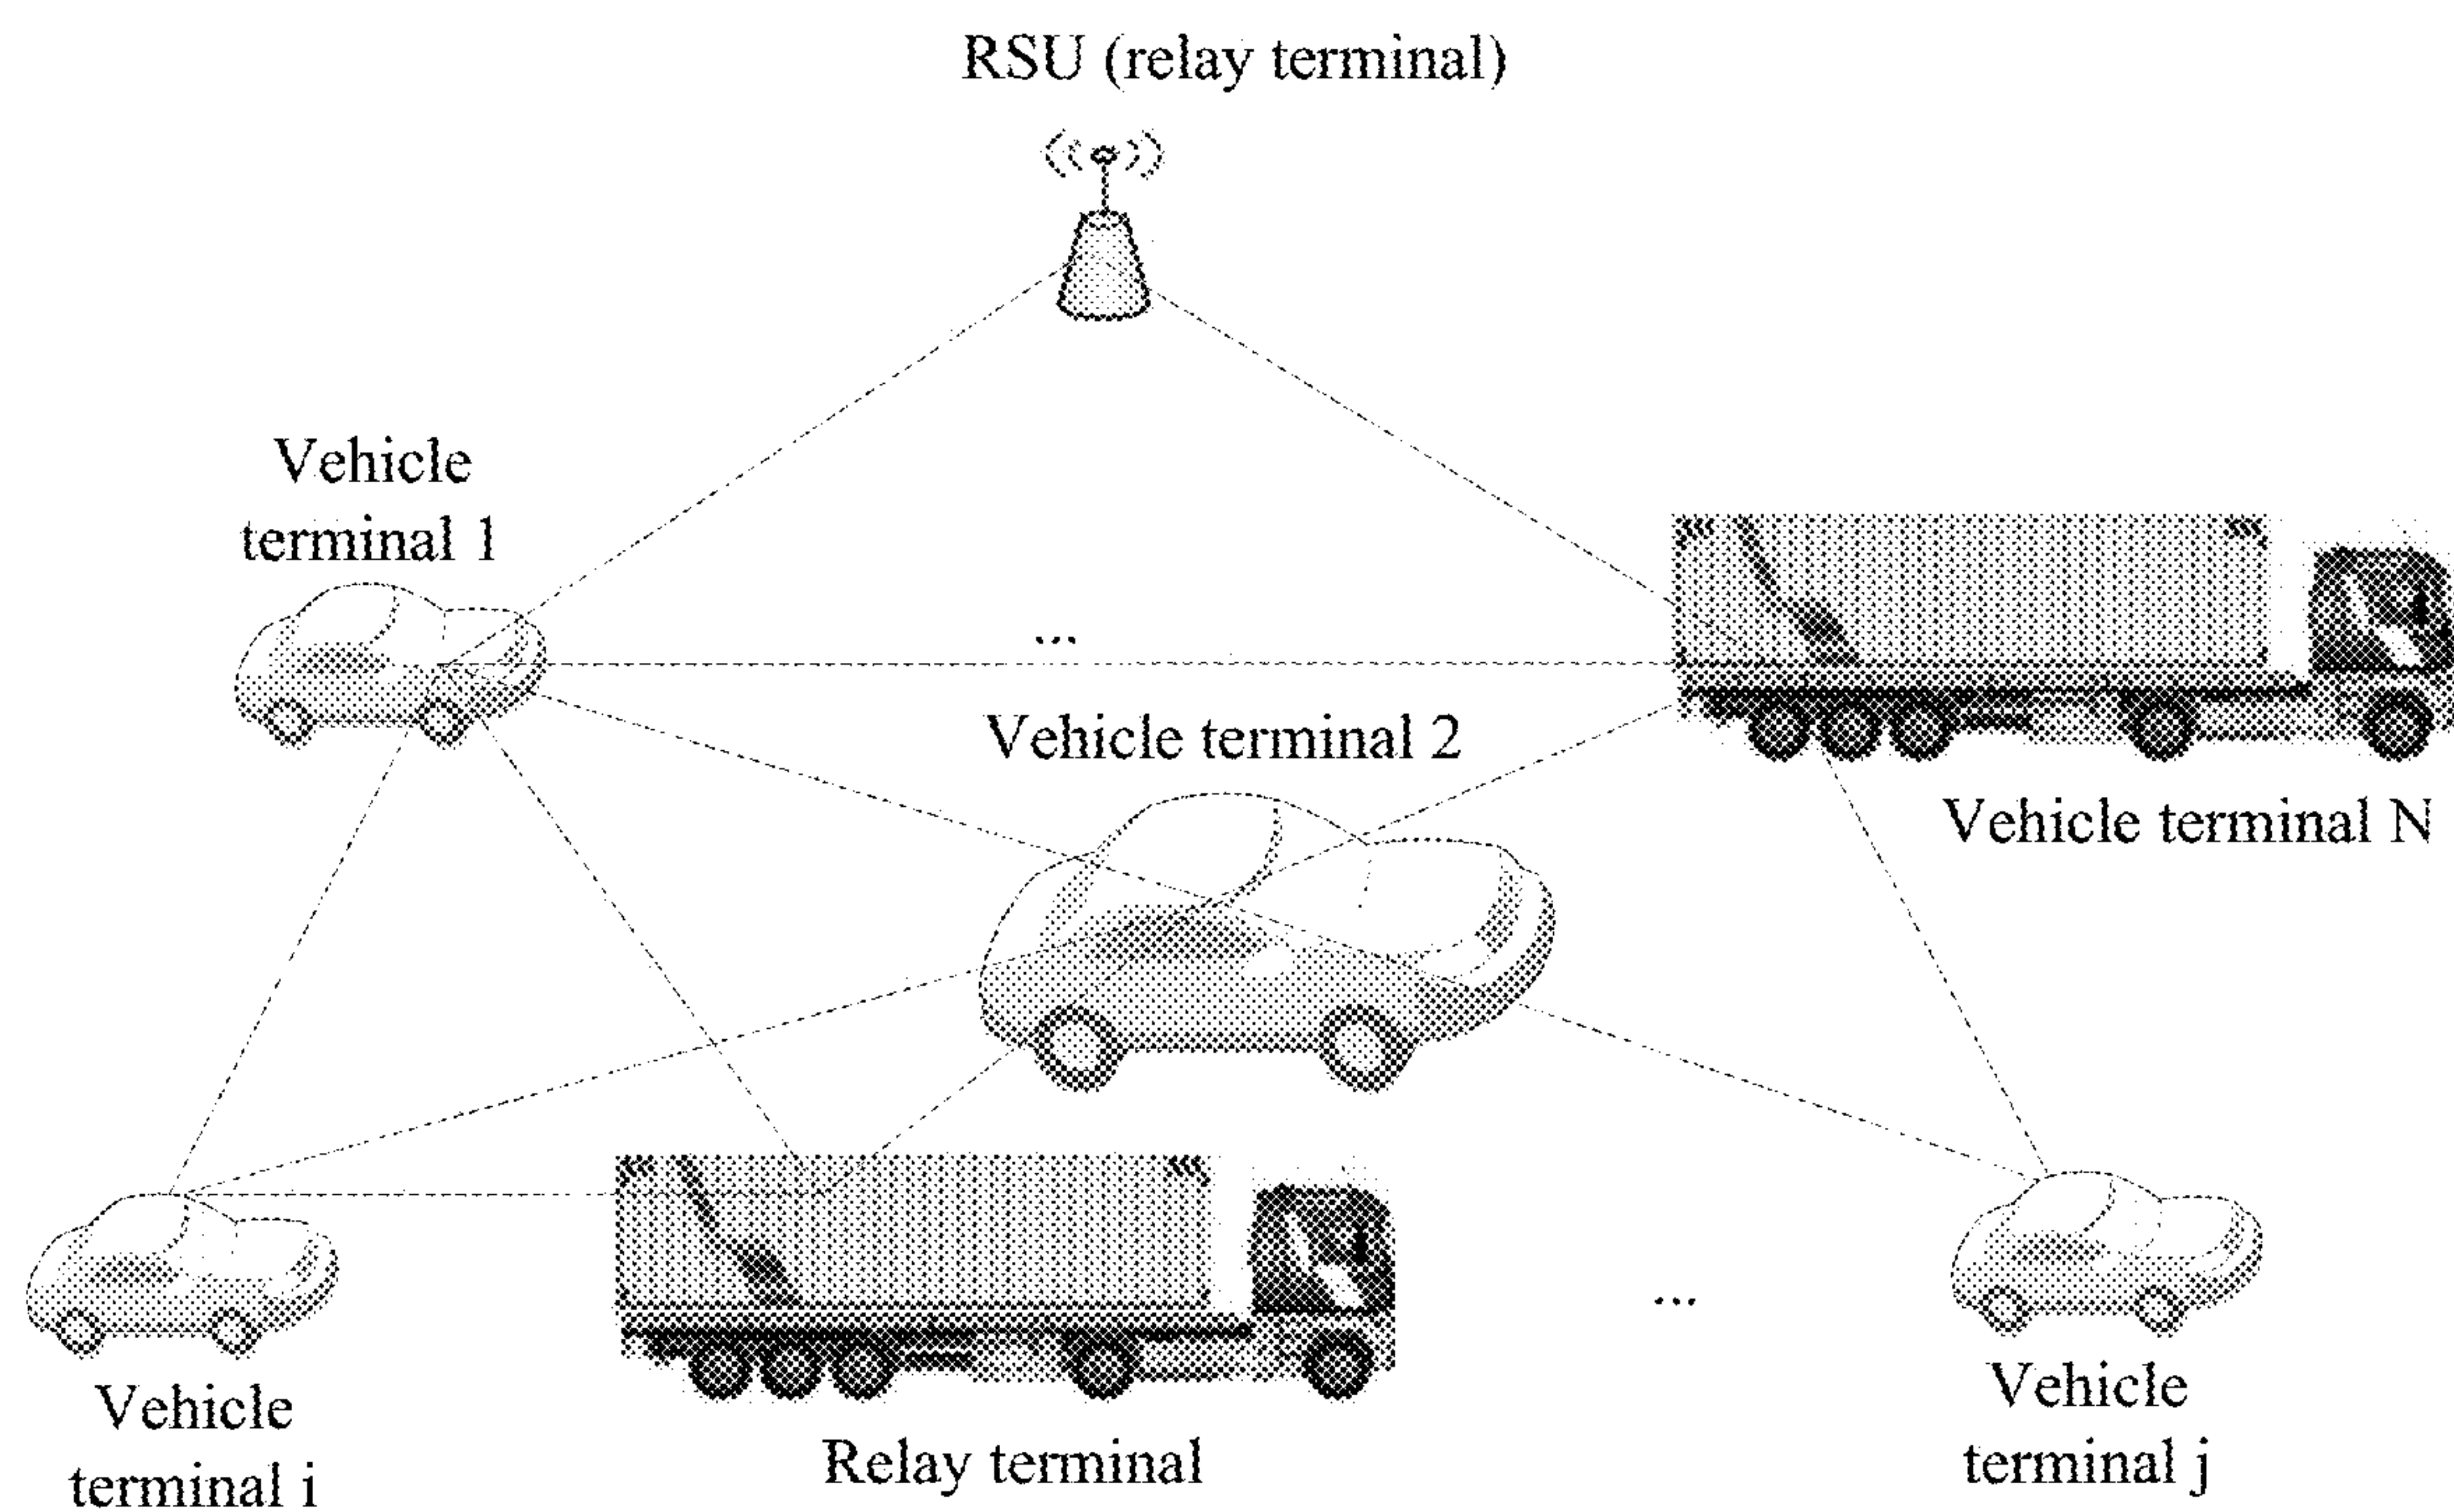 RSU (relay terminal)
Vehicle
terminal 1
...
Vehicle terminal 2
Vehicle terminal N
...
Vehicle
terminal i
Relay terminal
Vehicle
terminal j